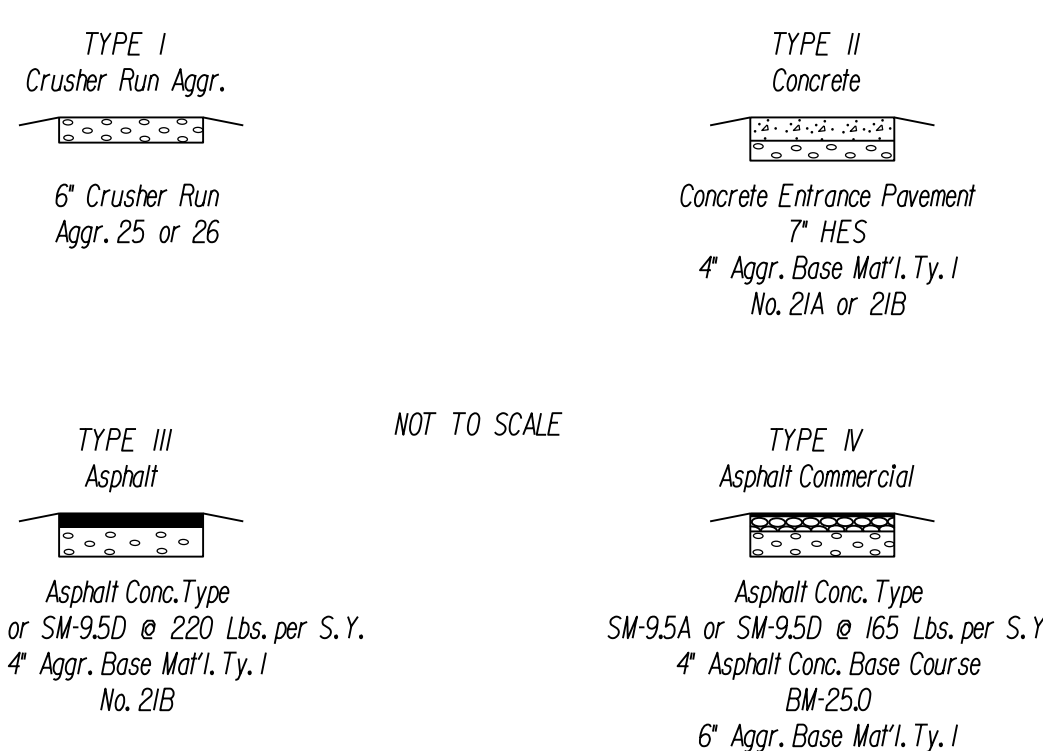 TYPE I
Crusher Run Aggr.
6" Crusher Run
Aggr. 25 or 26
TYPE II
Concrete
Concrete Entrance Pavement
7" HES
4" Aggr. Base Mat'l. Ty. I
No. 21A or 21B
NOT TO SCALE
TYPE III
Asphalt
Asphalt Conc. Type
or SM-9.5D @ 220 Lbs. per S.Y.
4" Aggr. Base Mat'l. Ty. I
No. 21B
TYPE IV
Asphalt Commercial
Asphalt Conc. Type
SM-9.5A or SM-9.5D @ 165 Lbs. per S.Y
4" Asphalt Conc. Base Course
BM-25.0
6" Aggr. Base Mat'l. Ty. I